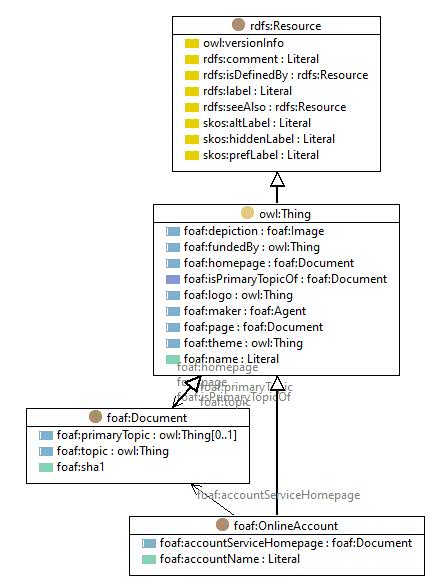 rdfs:Resource
owl:versionInfo
rdfs:comment : Literal
rdfs:isDefinedBy : rdfs:Resource
rdfs:label : Literal
rdfs:seeAlso : rdfs:Resource
skos:altLabel : Literal
skos:hiddenLabel : Literal
skos:prefLabel : Literal
owl:Thing
foaf:depiction : foaf:Image
foaf:fundedBy : owl:Thing
foaf:homepage : foaf:Document
foaf:isPrimaryTopicOf : foaf:Document
foaf:logo : owl:Thing
foaf:maker : foaf:Agent
foaf:page : foaf:Document
foaf:theme : owl:Thing
foaf:name : Literal
foaf:homepage
foaf:page
foaf:primaryTopic
foaf:isPrimaryTopicOf
foaf:topic
foaf:Document
foaf:primaryTopic : owl:Thing[0..1]
foaf:topic : owl:Thing
foaf:sha1
foaf:accountServiceHomepage
foaf:OnlineAccount
foaf:accountServiceHomepage : foaf:Document
foaf:accountName : Literal